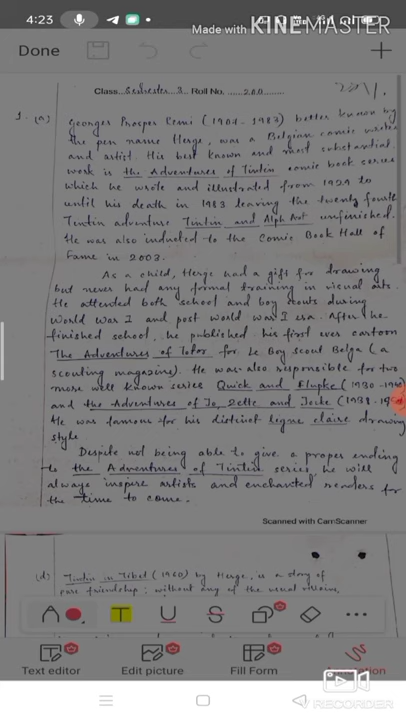 4:23
Made with KINEMASTER
Done
Class Semester 3 Roll No. 200
1. (a) Georges Prosper Remi (1907 - 1983) better known by
the pen name Herge, was a Belgian comic
and artist. His best known and most substantial
work is the Adventures of Tintin comic book series
which he wrote and illustrated from 1929 to
until his death in 1983 leaving the twenty fourth
Tintin adventure Tintin and Alph Art unfinished.
He was also inducted to the Comic Book Hall of
Fame in 2003.
As a child, Herge had a gift for drawing
but never had any formal training in visual arts.
He attended both school and boy scouts during
World War I and post World War I era. After he
finished school, he published his first ever cartoon
The Adventures of Totor for Le Boy Scout Belge (a
scouting magazine). He was also responsible for two
more well known series Quick and Flupke (1930 -
and the Adventures of Jo, Zette and Jocko (1935 -
He was famous for his distinct ligne claire drawing
style.
Despite not being able to give a proper ending
to the Adventures of Tintin series he will
always inspire artists and enchanted readers for
the time to come.
Scanned with CamScanner
(d) Tintin in Tibet (1960) by Herge, is a story of
pure friendship; without any of the usual villains,
T
U
S
Text editor
Edit picture
Fill Form
RECORDER